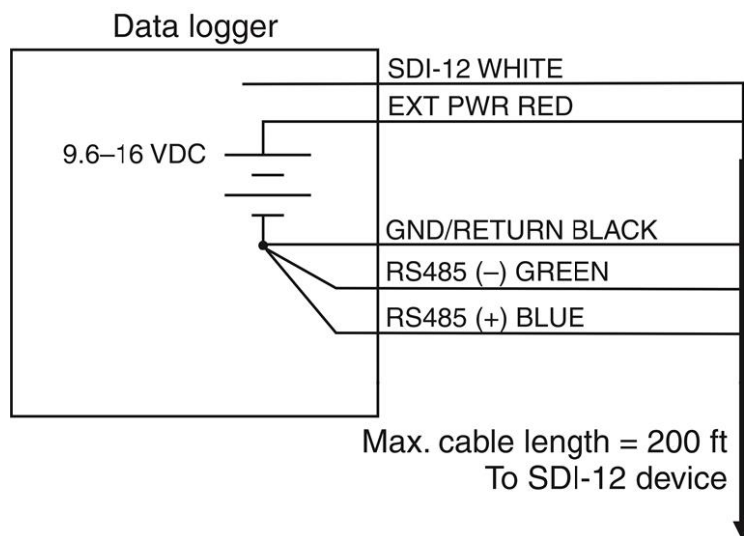 Data logger
SDI-12 WHITE
EXT PWR RED
9.6–16 VDC
GND/RETURN BLACK
RS485 (–) GREEN
RS485 (+) BLUE
Max. cable length = 200 ft
To SDI-12 device